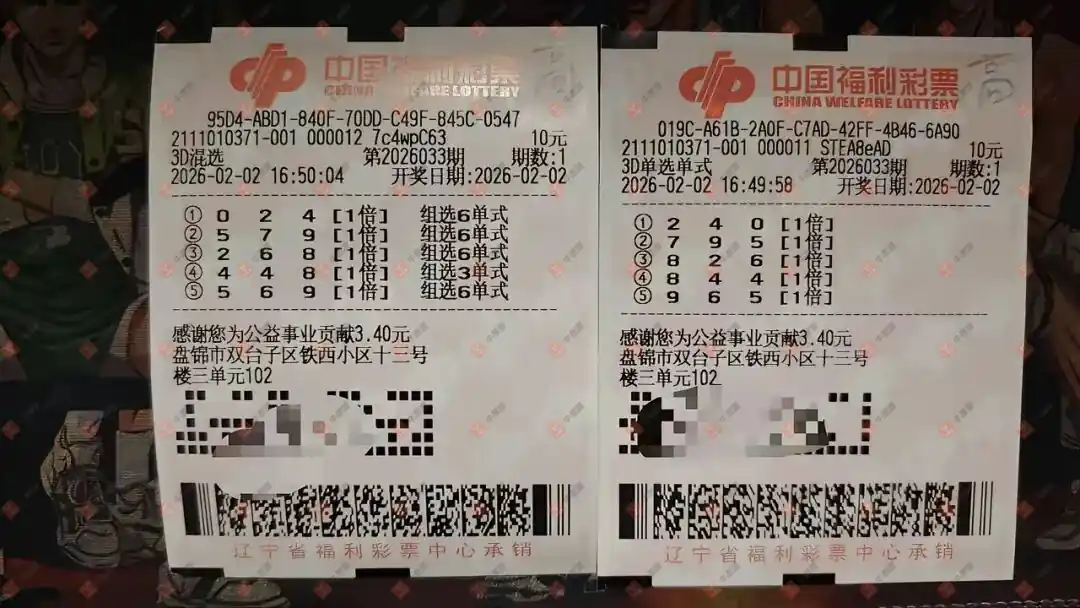 中国福利彩票
CHINA WELFARE LOTTERY
95D4-ABD1-840F-70DD-C49F-845C-0547
2111010371-001 000012 7c4wpC63 10元
3D混选 第2026033期 期数:1
2026-02-02 16:50:04 开奖日期:2026-02-02
① 0 2 4 [1倍] 组选6单式
② 5 7 9 [1倍] 组选6单式
③ 2 6 8 [1倍] 组选6单式
④ 4 4 8 [1倍] 组选3单式
⑤ 5 6 9 [1倍] 组选6单式
感谢您为公益事业贡献3.40元
盘锦市双台子区铁西小区十三号
楼三单元102
辽宁省福利彩票中心承销
中国福利彩票
CHINA WELFARE LOTTERY
019C-A61B-2A0F-C7AD-42FF-4B46-6A90
2111010371-001 000011 STEA8eAD 10元
3D单选单式 第2026033期 期数:1
2026-02-02 16:49:58 开奖日期:2026-02-02
① 2 4 0 [1倍]
② 7 9 5 [1倍]
③ 8 2 6 [1倍]
④ 8 4 4 [1倍]
⑤ 9 6 5 [1倍]
感谢您为公益事业贡献3.40元
盘锦市双台子区铁西小区十三号
楼三单元102
辽宁省福利彩票中心承销